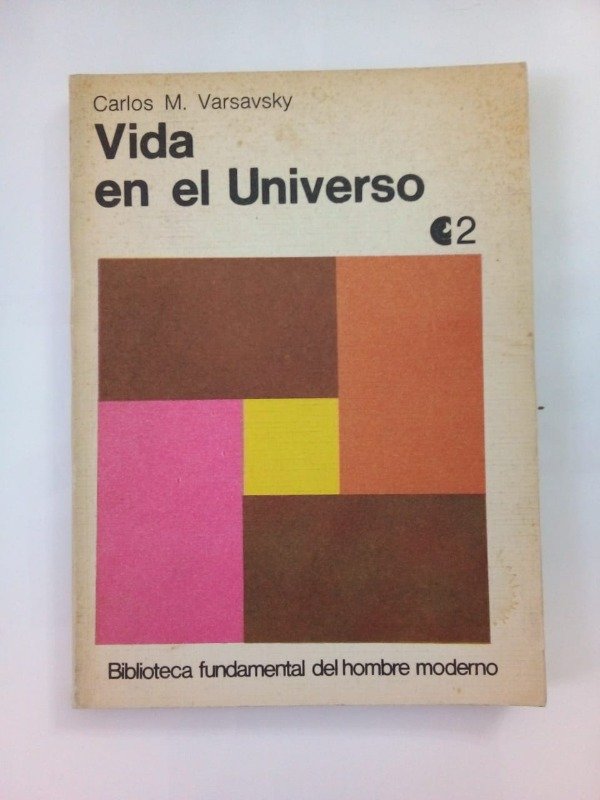 Carlos M. Varsavsky
Vida
en el Universo
2
Biblioteca fundamental del hombre moderno